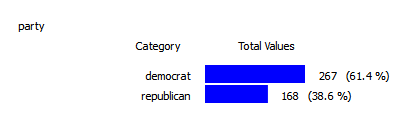 party
Category Total Values
democrat 267 (61.4 %)
republican 168 (38.6 %)